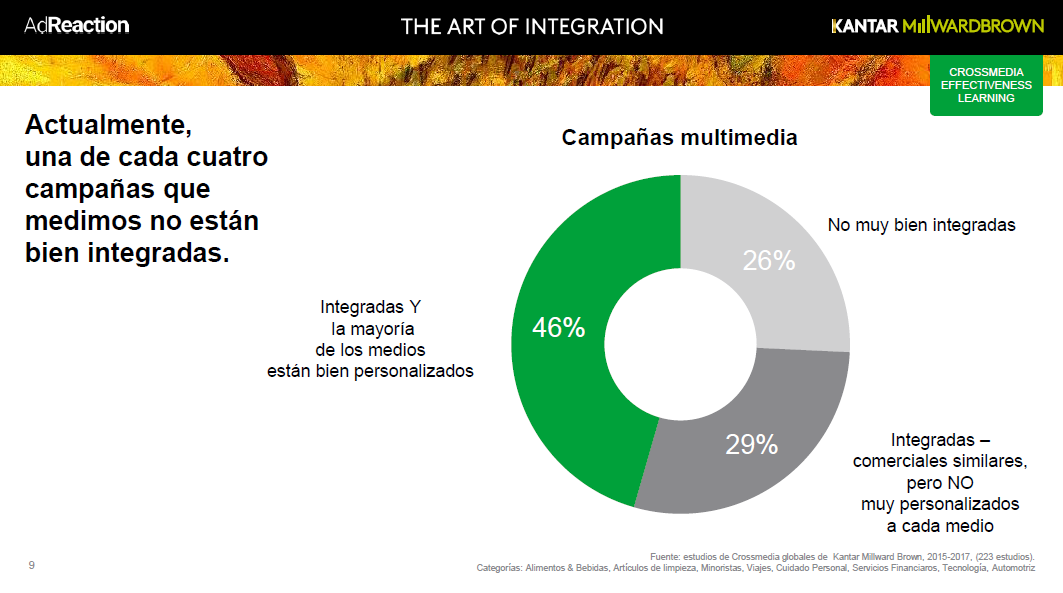 AdReaction
THE ART OF INTEGRATION
KANTAR MILLWARDBROWN
CROSSMEDIA
EFFECTIVENESS
LEARNING
Actualmente,
una de cada cuatro
campañas que
medimos no están
bien integradas.
Campañas multimedia
No muy bien integradas
26%
Integradas Y
la mayoría
de los medios
están bien personalizados
46%
29%
Integradas –
comerciales similares,
pero NO
muy personalizados
a cada medio
Fuente: estudios de Crossmedia globales de Kantar Millward Brown, 2015-2017, (223 estudios).
Categorías: Alimentos & Bebidas, Artículos de limpieza, Minoristas, Viajes, Cuidado Personal, Servicios Financiaros, Tecnología, Automotriz
9